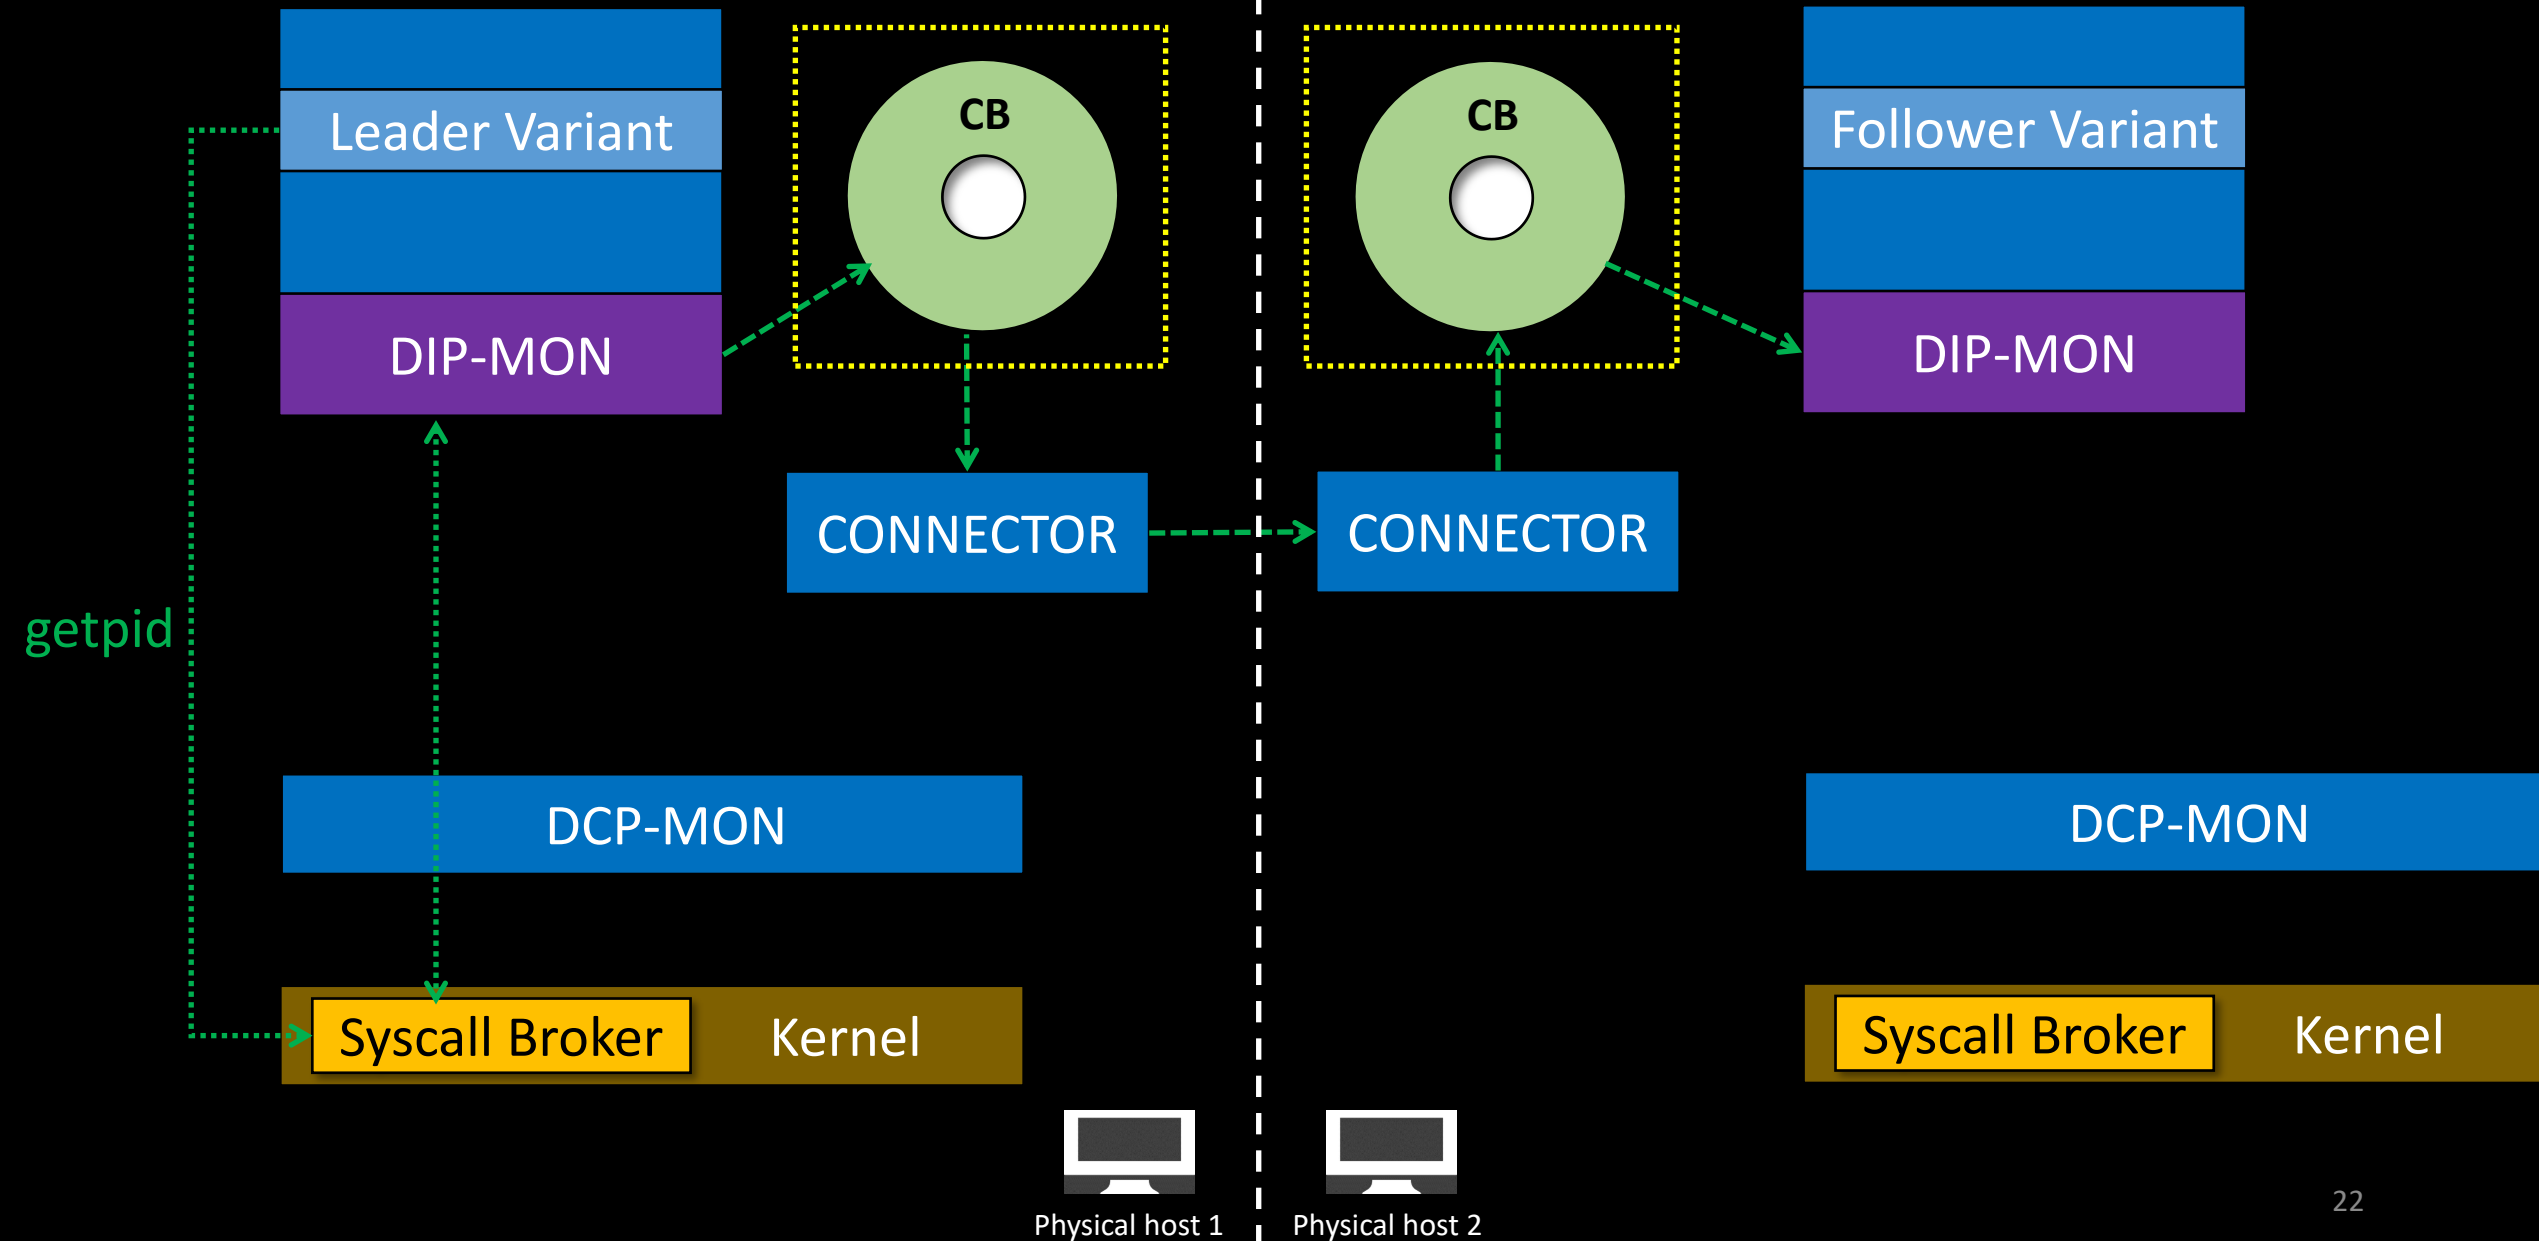 CB
CB
Leader Variant
Follower Variant
DIP-MON
DIP-MON
CONNECTOR
CONNECTOR
getpid
DCP-MON
DCP-MON
Syscall Broker
Kernel
Syscall Broker
Kernel
Physical host 1
Physical host 2
22